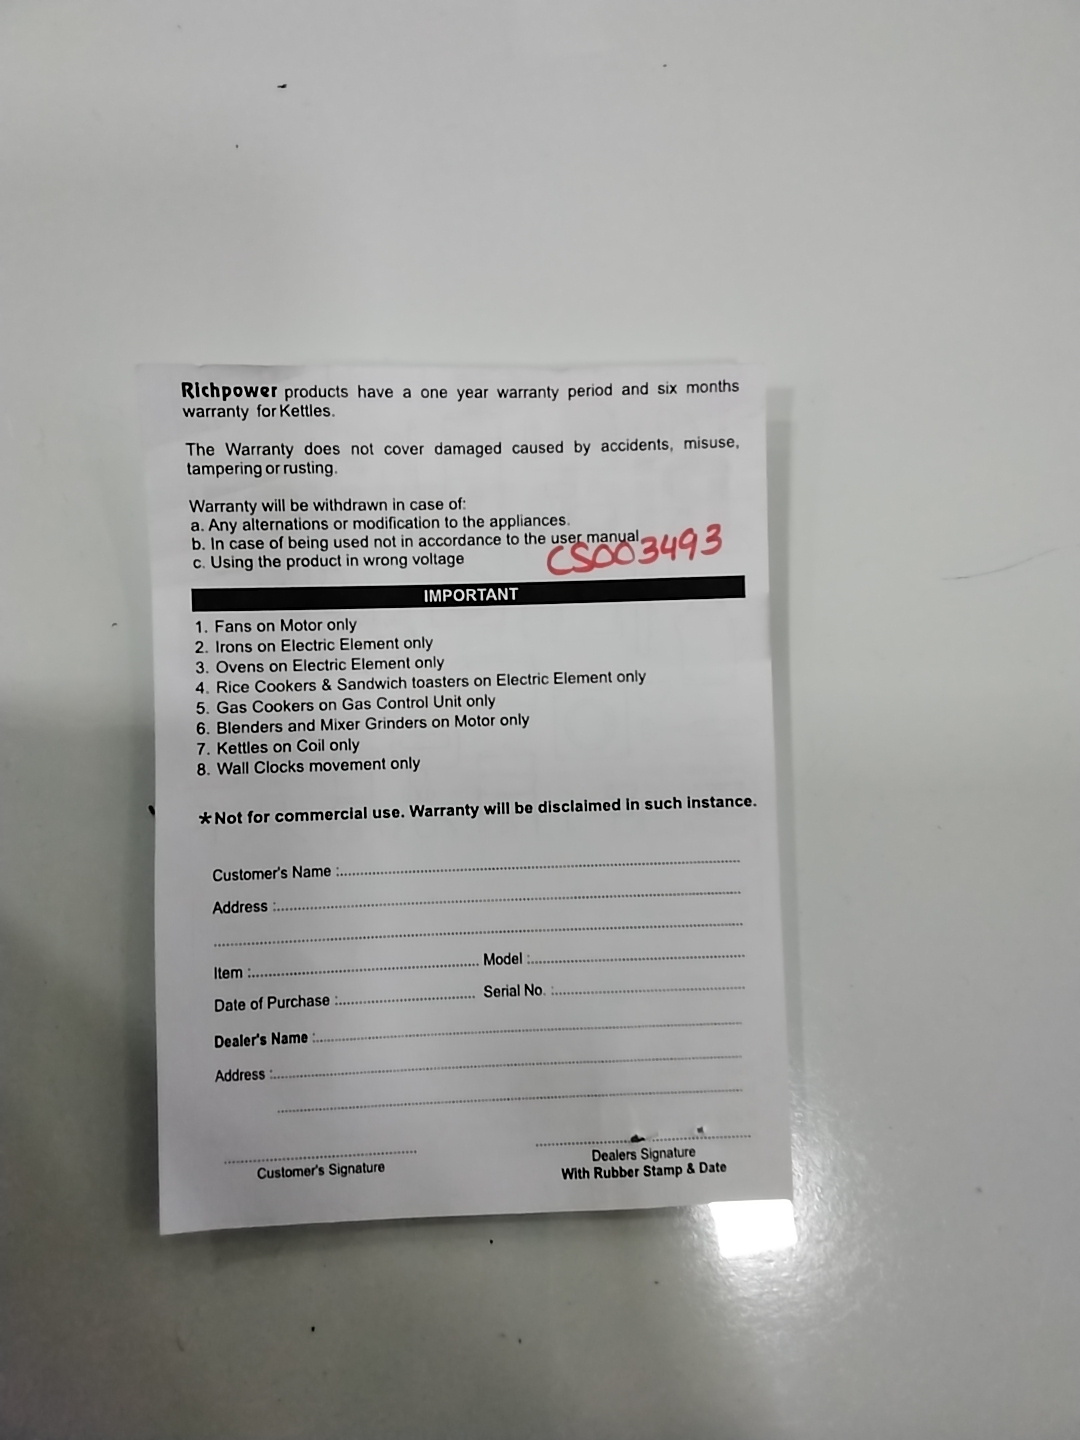 Richpower products have a one year warranty period and six months
warranty for Kettles.
The Warranty does not cover damaged caused by accidents, misuse,
tampering or rusting.
Warranty will be withdrawn in case of:
a. Any alternations or modification to the appliances.
b. In case of being used not in accordance to the user manual
c. Using the product in wrong voltage
CS003493
IMPORTANT
1. Fans on Motor only
2. Irons on Electric Element only
3. Ovens on Electric Element only
4. Rice Cookers & Sandwich toasters on Electric Element only
5. Gas Cookers on Gas Control Unit only
6. Blenders and Mixer Grinders on Motor only
7. Kettles on Coil only
8. Wall Clocks movement only
*Not for commercial use. Warranty will be disclaimed in such instance.
Customer's Name :
Address :
Item : Model :
Date of Purchase : Serial No. :
Dealer's Name :
Address :
Customer's Signature Dealers Signature
With Rubber Stamp & Date